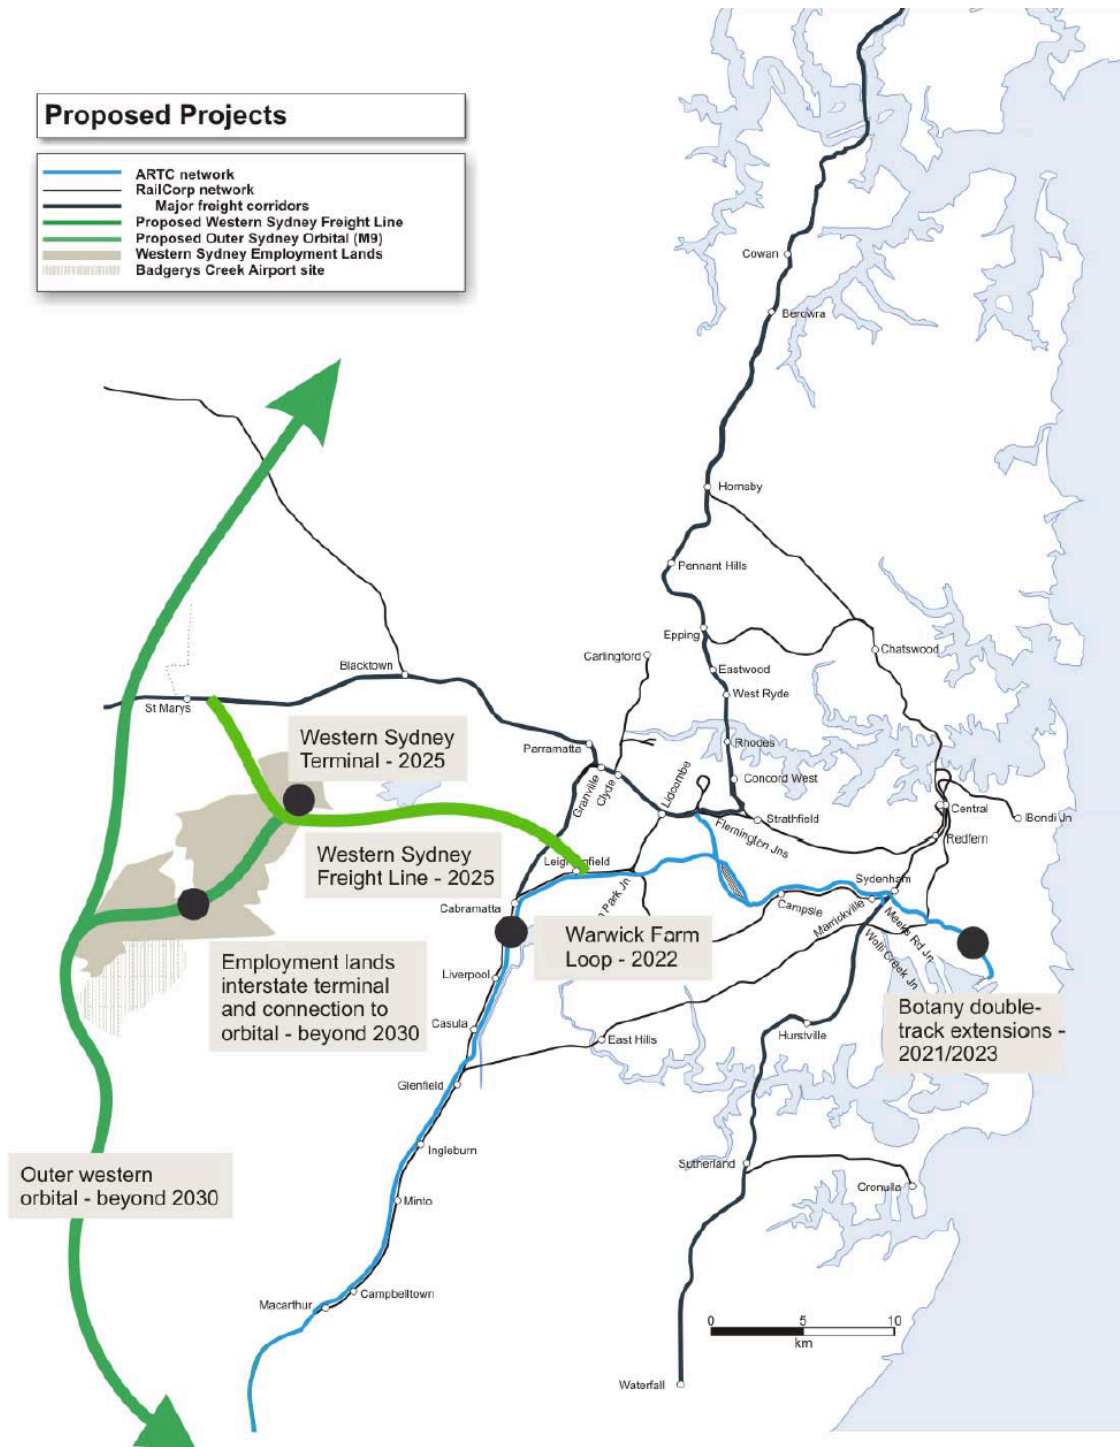 Proposed Projects
ARTC network
RailCorp network
Major freight corridors
Proposed Western Sydney Freight Line
Proposed Outer Sydney Orbital (M9)
Western Sydney Employment Lands
Badgerys Creek Airport site
Cowan
Berowra
Hornsby
Pennant Hills
Epping
Carlingford
Chatswood
Eastwood
Blacktown
West Ryde
St Marys
Western Sydney
Terminal - 2025
Parramatta
Rhodes
Granville
Clyde
Lidcombe
Concord West
Central
Bondi Jn
Strathfield
Flemington Jns
Redfern
Western Sydney
Freight Line - 2025
Leig
field
Sydenham
Cabramatta
Park Jn
Campsie
Marrickville
Meeks Rd Jn
Wolli Creek Jn
Warwick Farm
Loop - 2022
Employment lands
interstate terminal
and connection to
orbital - beyond 2030
Liverpool
Casula
East Hills
Hurstville
Botany double-
track extensions -
2021/2023
Glenfield
Ingleburn
Outer western
orbital - beyond 2030
Sutherland
Cronulla
Minto
Campbelltown
Macarthur
0 5 10
km
Waterfall